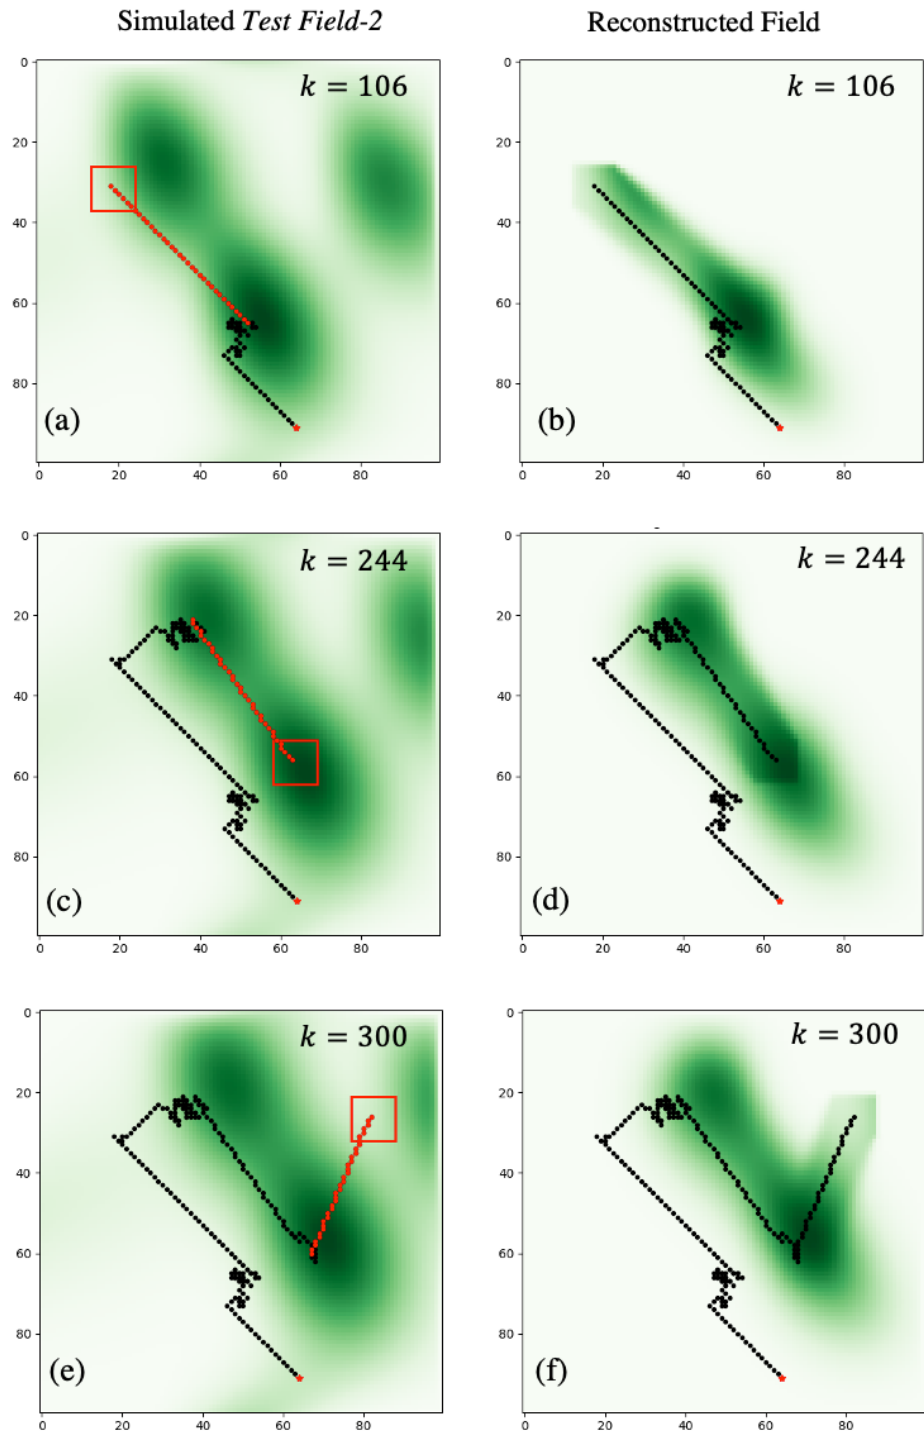 Simulated Test Field-2 Reconstructed Field
k = 106 k = 106
0 0
20 20
40 40
60 60
80 80
(a) (b)
0 20 40 60 80 0 20 40 60 80
k = 244 k = 244
0 0
20 20
40 40
60 60
80 80
(c) (d)
0 20 40 60 80 0 20 40 60 80
k = 300 k = 300
0 0
20 20
40 40
60 60
80 80
(e) (f)
0 20 40 60 80 0 20 40 60 80